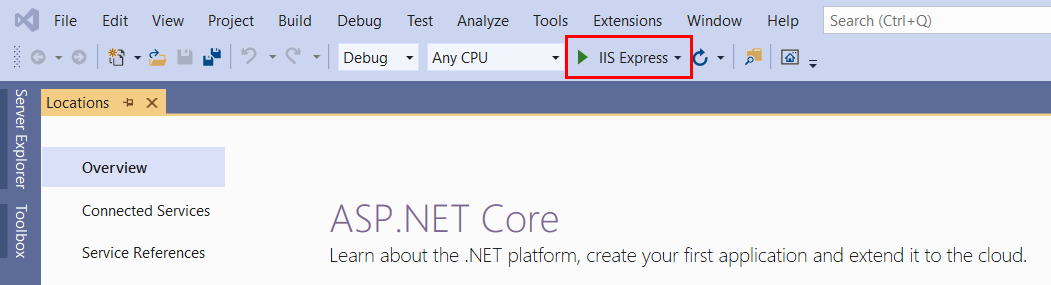 File Edit View Project Build Debug Test Analyze Tools Extensions Window Help Search (Ctrl+Q)
Debug Any CPU IIS Express
Server Explorer
Toolbox
Locations
Overview
Connected Services
Service References
ASP.NET Core
Learn about the .NET platform, create your first application and extend it to the cloud.